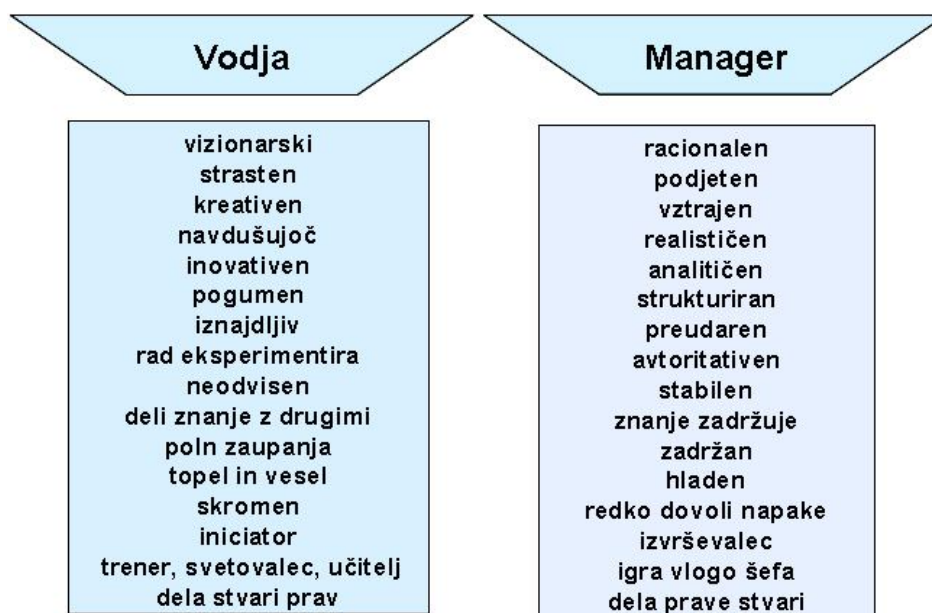 Vodja
vizionarski
strasten
kreativen
navdušujoč
inovativen
pogumen
iznajdljiv
rad eksperimentira
neodvisen
deli znanje z drugimi
poln zaupanja
topel in vesel
skromen
iniciator
trener, svetovalec, učitelj
dela stvari prav
Manager
racionalen
podjeten
vztrajen
realističen
analitičen
strukturiran
preudaren
avtoritativen
stabilen
znanje zadržuje
zadržan
hladen
redko dovoli napake
izvrševalec
igra vlogo šefa
dela prave stvari